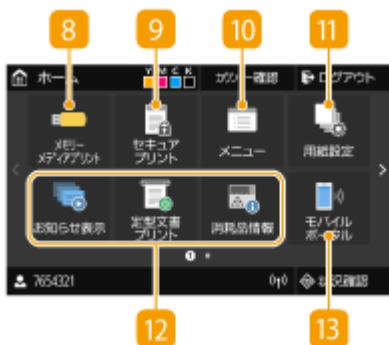 8 9 10 11
ホーム Y M C K カウンター確認 ログアウト
メモリー
メディアプリント
セキュア
プリント
メニュー
用紙設定
お知らせ表示
定型文書
プリント
消耗品情報
モバイル
ポータル
7654321 状況確認
12 13